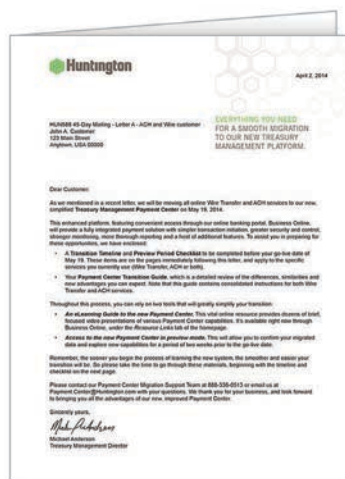 Huntington
April 2, 2014
HUN588 45-Day Mailing - Letter A - ACH and Wire customer
John A. Customer
123 Main Street
Anytown, USA 00000
EVERYTHING YOU NEED
FOR A SMOOTH MIGRATION
TO OUR NEW TREASURY
MANAGEMENT PLATFORM.
Dear Customer:
As we mentioned in a recent letter, we will be moving all online Wire Transfer and ACH services to our new,
simplified Treasury Management Payment Center on May 19, 2014.
This enhanced platform, featuring convenient access through our online banking portal, Business Online,
will provide a fully integrated payment solution with simpler transaction initiation, greater security and control,
stronger monitoring, more thorough reporting and a host of additional features. To assist you in preparing for
these opportunities, we have enclosed:
• A Transition Timeline and Preview Period Checklist to be completed before your go-live date of
May 19. These items are on the pages immediately following this letter, and apply to the specific
services you currently use (Wire Transfer, ACH or both).
• Your Payment Center Transition Guide, which is a detailed review of the differences, similarities and
new advantages you can expect. Note that this guide contains consolidated instructions for both Wire
Transfer and ACH services.
Throughout this process, you can rely on two tools that will greatly simplify your transition:
• An eLearning Guide to the new Payment Center. This vital online resource provides dozens of brief,
focused video presentations of various Payment Center capabilities. It's available right now through
Business Online, under the Resource Links tab of the homepage.
• Access to the new Payment Center in preview mode. This will allow you to confirm your migrated
data and explore new capabilities for a period of two weeks prior to the go-live date.
Remember, the sooner you begin the process of learning the new system, the smoother and easier your
transition will be. So please take the time to go through these materials, beginning with the timeline and
checklist on the next page.
Please contact our Payment Center Migration Support Team at or email us at
Payment.Center@Huntington.com with your questions. We thank you for your business, and look forward
to bringing you all the advantages of our new, improved Payment Center.
Sincerely yours,
Michael Anderson
Treasury Management Director